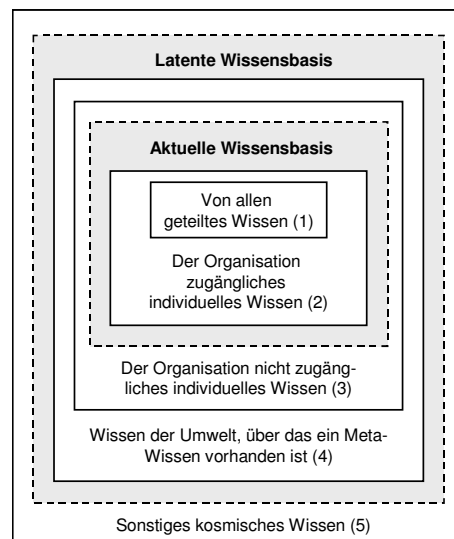 Latente Wissensbasis
Aktuelle Wissensbasis
Von allen
geteiltes Wissen (1)
Der Organisation
zugängliches
individuelles Wissen (2)
Der Organisation nicht zugäng-
liches individuelles Wissen (3)
Wissen der Umwelt, über das ein Meta-
Wissen vorhanden ist (4)
Sonstiges kosmisches Wissen (5)